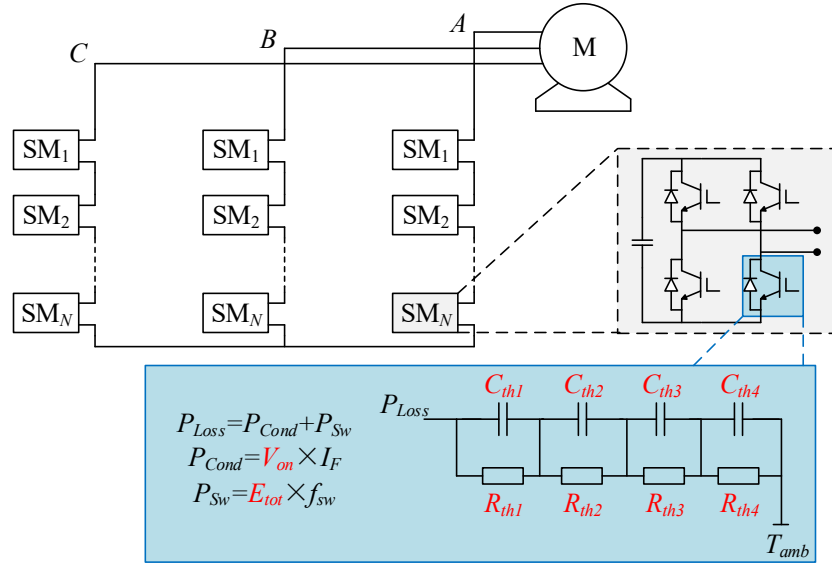 A
B
C
M
SM1 SM1 SM1
SM2 SM2 SM2
SMN SMN SMN
Cth1 Cth2 Cth3 Cth4
PLoss
PLoss=PCond+PSw
PCond=Von×IF
PSw=Etot×fsw
Rth1 Rth2 Rth3 Rth4
Tamb